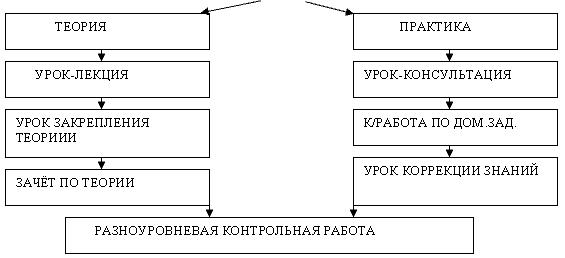 ТЕОРИЯ
УРОК-ЛЕКЦИЯ
УРОК ЗАКРЕПЛЕНИЯ
ТЕОРИИИ
ЗАЧЁТ ПО ТЕОРИИ
ПРАКТИКА
УРОК-КОНСУЛЬТАЦИЯ
К/РАБОТА ПО ДОМ.ЗАД.
УРОК КОРРЕКЦИИ ЗНАНИЙ
РАЗНОУРОВНЕВАЯ КОНТРОЛЬНАЯ РАБОТА